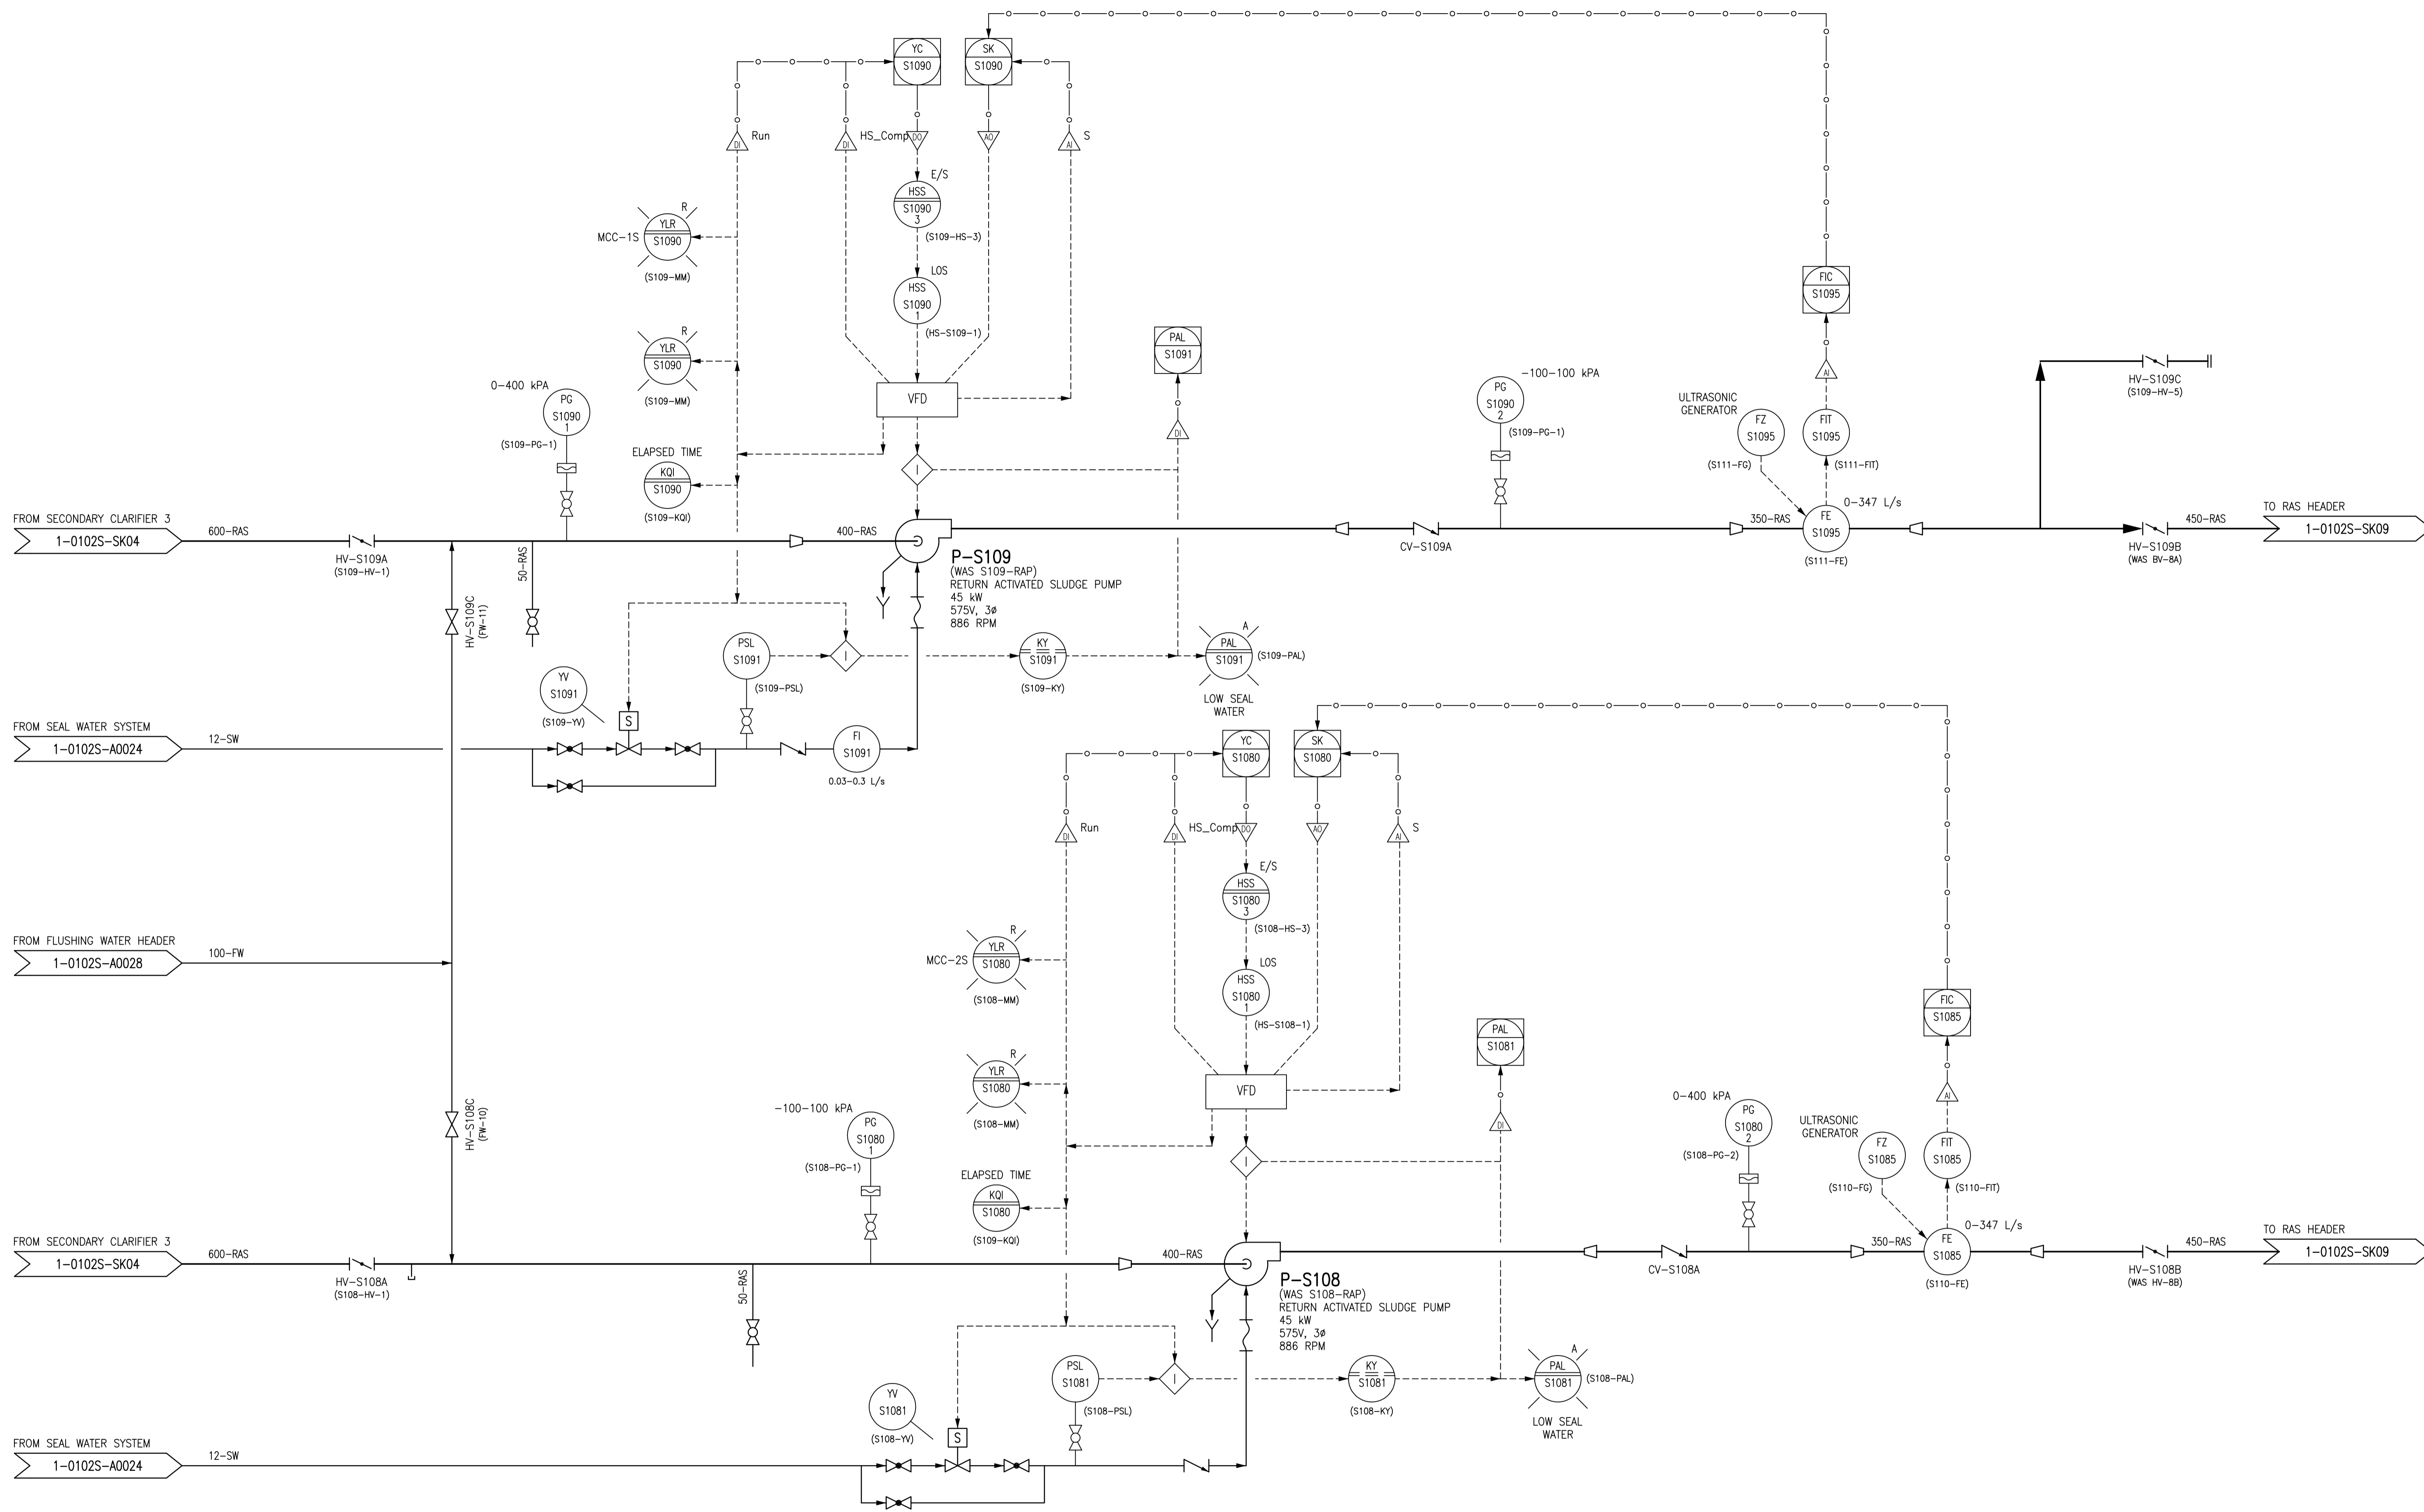 YC
S1090
SK
S1090
DI
Run
DI
HS_Comp
DO
AO
AI
S
E/S
HSS
S1090
3
(S109-HS-3)
R
YLR
S1090
MCC-1S
(S109-MM)
LOS
HSS
S1090
1
(HS-S109-1)
FIC
S1095
R
YLR
S1090
(S109-MM)
PAL
S1091
DI
VFD
0-400 kPA
PG
S1090
1
(S109-PG-1)
-100-100 kPA
PG
S1090
2
(S109-PG-1)
AI
HV-S109C
(S109-HV-5)
ULTRASONIC
GENERATOR
FZ
S1095
(S111-FG)
FIT
S1095
(S111-FIT)
ELAPSED TIME
KQI
S1090
(S109-KQI)
I
FROM SECONDARY CLARIFIER 3
1-0102S-SK04
600-RAS
HV-S109A
(S109-HV-1)
50-RAS
400-RAS
P-S109
(WAS S109-RAP)
RETURN ACTIVATED SLUDGE PUMP
45 kW
575V, 3ø
886 RPM
CV-S109A
350-RAS
0-347 L/s
FE
S1095
(S111-FE)
HV-S109B
(WAS BV-8A)
450-RAS
TO RAS HEADER
1-0102S-SK09
HV-S109C
(FW-11)
PSL
S1091
(S109-PSL)
I
KY
S1091
(S109-KY)
A
PAL
S1091
(S109-PAL)
LOW SEAL
WATER
YV
S1091
(S109-YV)
S
FROM SEAL WATER SYSTEM
1-0102S-A0024
12-SW
FI
S1091
0.03-0.3 L/s
YC
S1080
SK
S1080
DI
Run
DI
HS_Comp
DO
AO
AI
S
E/S
HSS
S1080
3
(S108-HS-3)
R
YLR
S1080
MCC-2S
(S108-MM)
FROM FLUSHING WATER HEADER
1-0102S-A0028
100-FW
LOS
HSS
S1080
1
(HS-S108-1)
FIC
S1085
R
YLR
S1080
(S108-MM)
PAL
S1081
DI
VFD
HV-S108C
(FW-10)
-100-100 kPA
PG
S1080
1
(S108-PG-1)
0-400 kPA
PG
S1080
2
(S108-PG-2)
AI
ULTRASONIC
GENERATOR
FZ
S1085
(S110-FG)
FIT
S1085
(S110-FIT)
ELAPSED TIME
KQI
S1080
(S109-KQI)
I
FROM SECONDARY CLARIFIER 3
1-0102S-SK04
600-RAS
HV-S108A
(S108-HV-1)
50-RAS
400-RAS
P-S108
(WAS S108-RAP)
RETURN ACTIVATED SLUDGE PUMP
45 kW
575V, 3ø
886 RPM
CV-S108A
350-RAS
0-347 L/s
FE
S1085
(S110-FE)
HV-S108B
(WAS HV-8B)
450-RAS
TO RAS HEADER
1-0102S-SK09
PSL
S1081
(S108-PSL)
I
KY
S1081
(S108-KY)
A
PAL
S1081
(S108-PAL)
LOW SEAL
WATER
YV
S1081
(S108-YV)
S
FROM SEAL WATER SYSTEM
1-0102S-A0024
12-SW